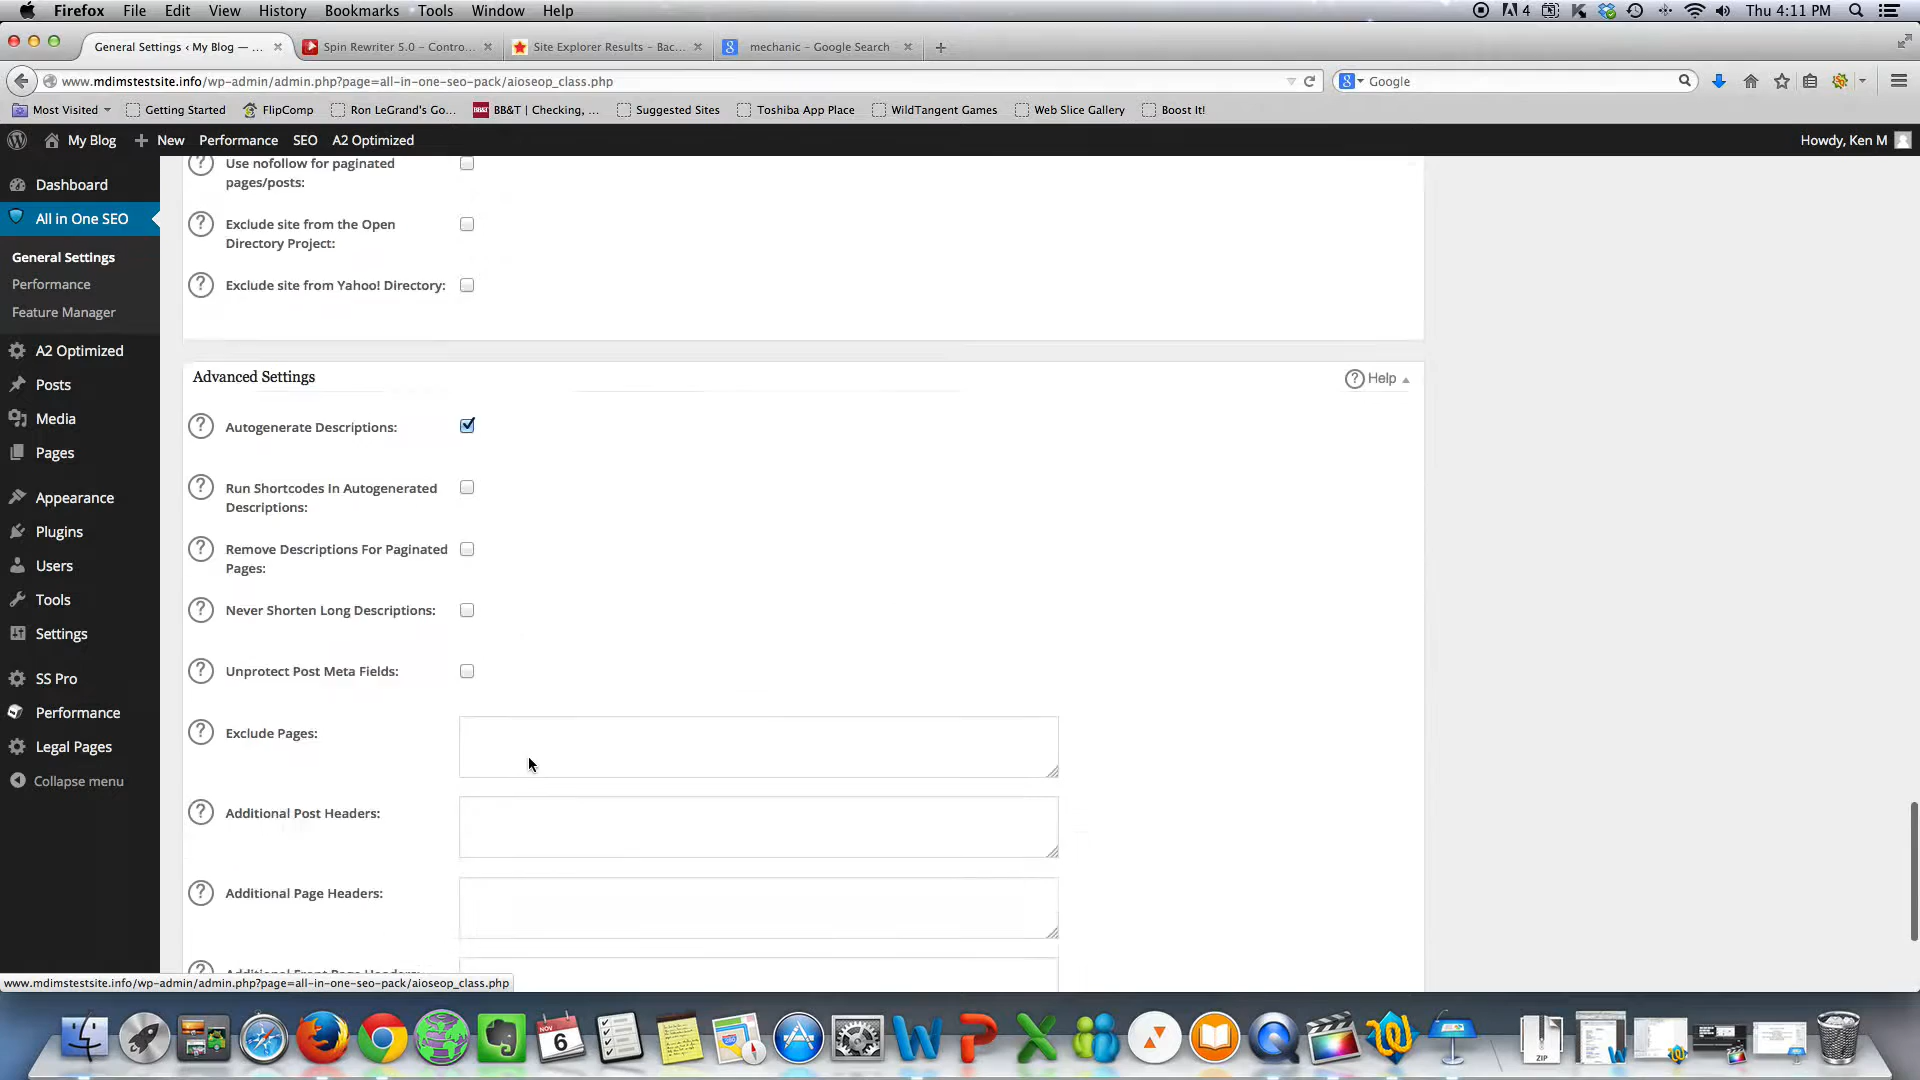 Firefox File Edit View History Bookmarks Tools Window Help 4 Thu 4:11 PM
General Settings ‹ My Blog — ... Spin Rewriter 5.0 – Contro... Site Explorer Results – Bac... mechanic – Google Search
www.mdimstestsite.info/wp-admin/admin.php?page=all-in-one-seo-pack/aioseop_class.php Google
Most Visited Getting Started FlipComp Ron LeGrand's Go... BB&T | Checking, ... Suggested Sites Toshiba App Place WildTangent Games Web Slice Gallery Boost It!
My Blog New Performance SEO A2 Optimized Howdy, Ken M
Dashboard
All in One SEO
General Settings
Performance
Feature Manager
A2 Optimized
Posts
Media
Pages
Appearance
Plugins
Users
Tools
Settings
SS Pro
Performance
Legal Pages
Collapse menu
Use nofollow for paginated
pages/posts:
Exclude site from the Open
Directory Project:
Exclude site from Yahoo! Directory:
Advanced Settings Help
Autogenerate Descriptions:
Run Shortcodes In Autogenerated
Descriptions:
Remove Descriptions For Paginated
Pages:
Never Shorten Long Descriptions:
Unprotect Post Meta Fields:
Exclude Pages:
Additional Post Headers:
Additional Page Headers:
Additional Front Page Headers:
www.mdimstestsite.info/wp-admin/admin.php?page=all-in-one-seo-pack/aioseop_class.php
NOV
6
ZIP